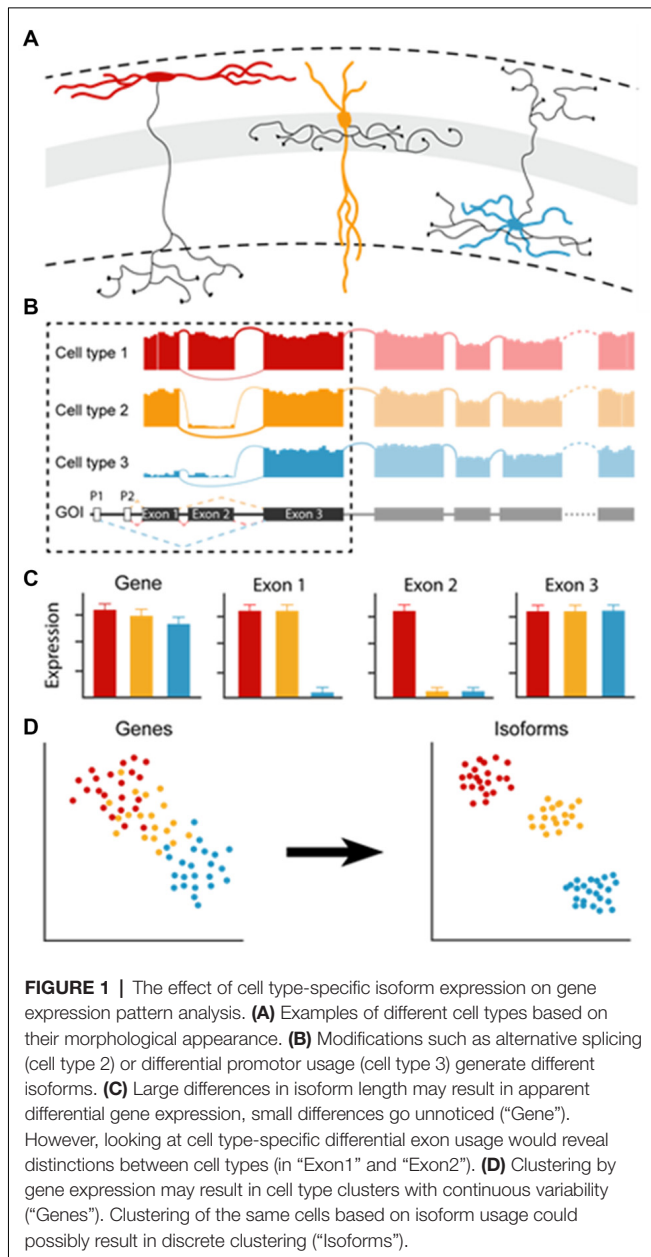 A
B
Cell type 1
Cell type 2
Cell type 3
P1 P2
GOI Exon 1 Exon 2 Exon 3
C
Gene Exon 1 Exon 2 Exon 3
Expression
D
Genes Isoforms
FIGURE 1 | The effect of cell type-specific isoform expression on gene
expression pattern analysis. (A) Examples of different cell types based on
their morphological appearance. (B) Modifications such as alternative splicing
(cell type 2) or differential promotor usage (cell type 3) generate different
isoforms. (C) Large differences in isoform length may result in apparent
differential gene expression, small differences go unnoticed (“Gene”).
However, looking at cell type-specific differential exon usage would reveal
distinctions between cell types (in “Exon1” and “Exon2”). (D) Clustering by
gene expression may result in cell type clusters with continuous variability
(“Genes”). Clustering of the same cells based on isoform usage could
possibly result in discrete clustering (“Isoforms”).